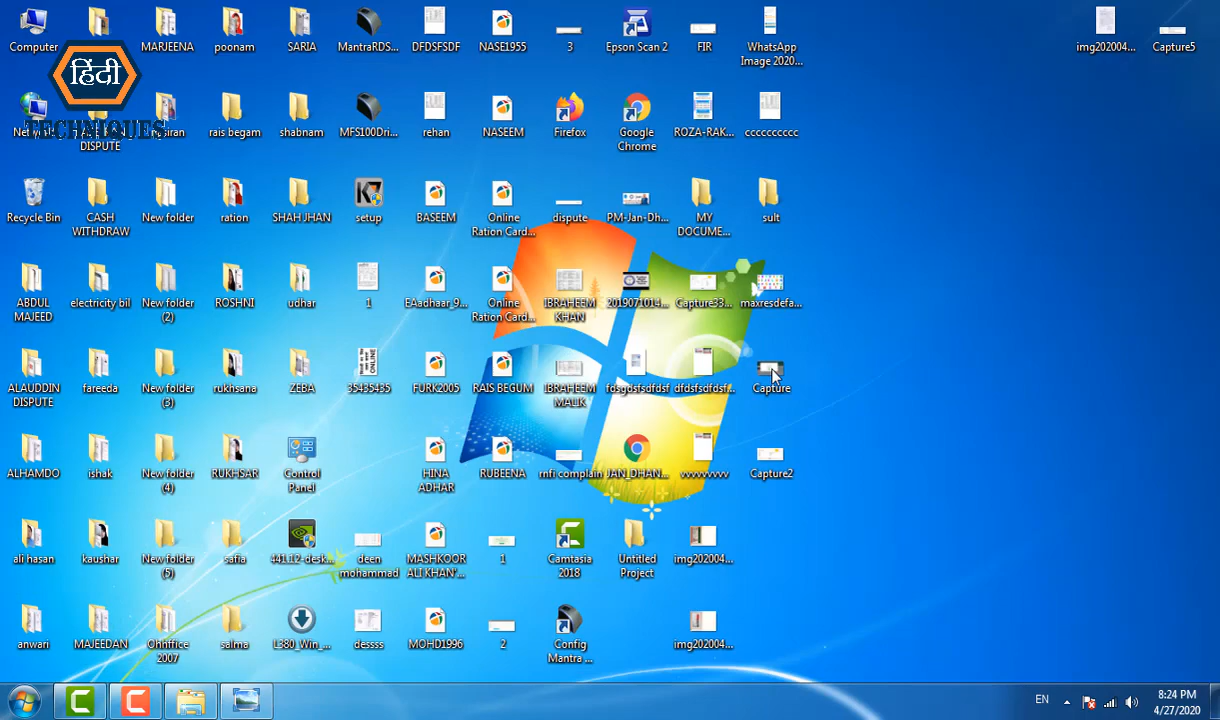 Computer
MARJEENA
poonam
SARIA
MantraRDS...
DFDSFSDF
NASE1955
3
Epson Scan 2
FIR
WhatsApp
Image 2020...
img202004...
Capture5
हिंदी
TECHNIQUES
DISPUTE
rais begam
shabnam
MFS100Dri...
rehan
NASEEM
Firefox
Google
Chrome
ROZA-RAK...
cccccccccc
Recycle Bin
CASH
WITHDRAW
New folder
ration
SHAH JHAN
setup
BASEEM
Online
Ration Card...
dispute
PM-Jan-Dh...
MY
DOCUME...
sult
ABDUL
MAJEED
electricity bil
New folder
(2)
ROSHNI
udhar
1
EAadhaar_9...
Online
Ration Card...
IBRAHEEM
KHAN
2019071014...
Capture33...
maxresdefa...
ALAUDDIN
DISPUTE
fareeda
New folder
(3)
rukhsana
ZEBA
35435435
FURK2005
RAIS BEGUM
IBRAHEEM
MALIK
fdsgdsfsdfdsf
dfdsfsdfdsf...
Capture
ALHAMDO
ishak
New folder
(4)
RUKHSAR
Control
Panel
HINA
ADHAR
RUBEENA
rnfi complain
JAN_DHAN...
vvvvvvvv
Capture2
ali hasan
kaushar
New folder
(5)
safia
441.12-desk...
deen
mohammad
MASHKOOR
ALI KHAN'...
1
Camtasia
2018
Untitled
Project
img202004...
anwari
MAJEEDAN
Ohhffice
2007
salma
L380_Win_...
dessss
MOHD1996
2
Config
Mantra ...
img202004...
EN
8:24 PM
4/27/2020